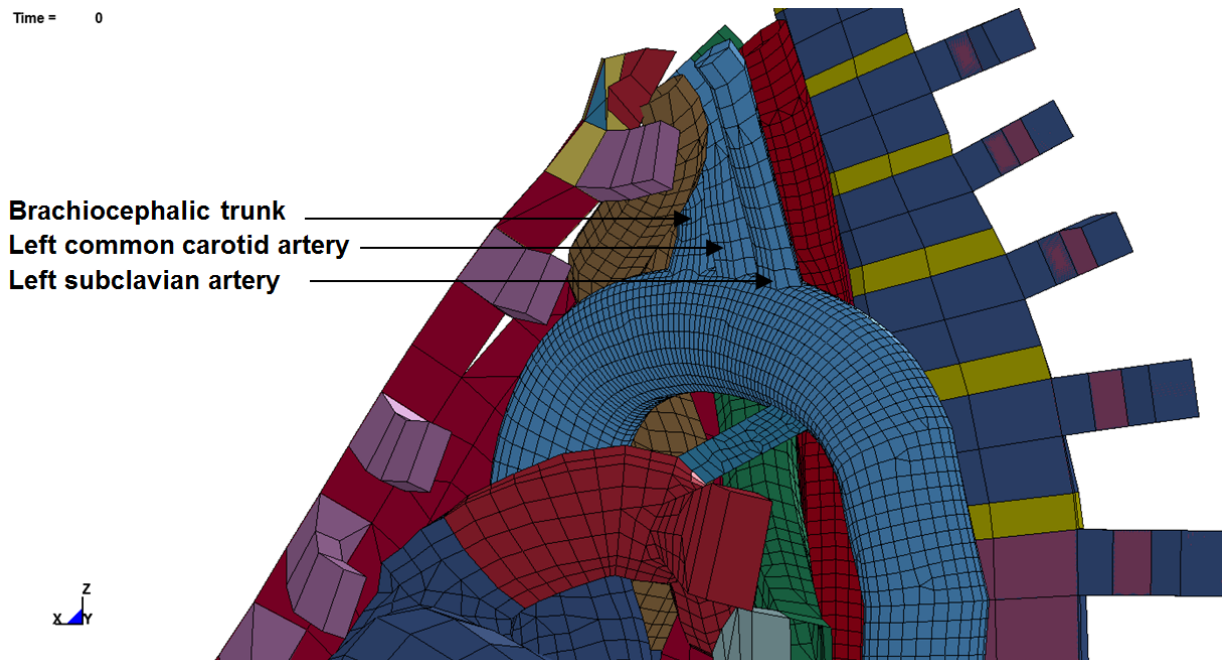 Time = 0
Brachiocephalic trunk
Left common carotid artery
Left subclavian artery
Z
X Y